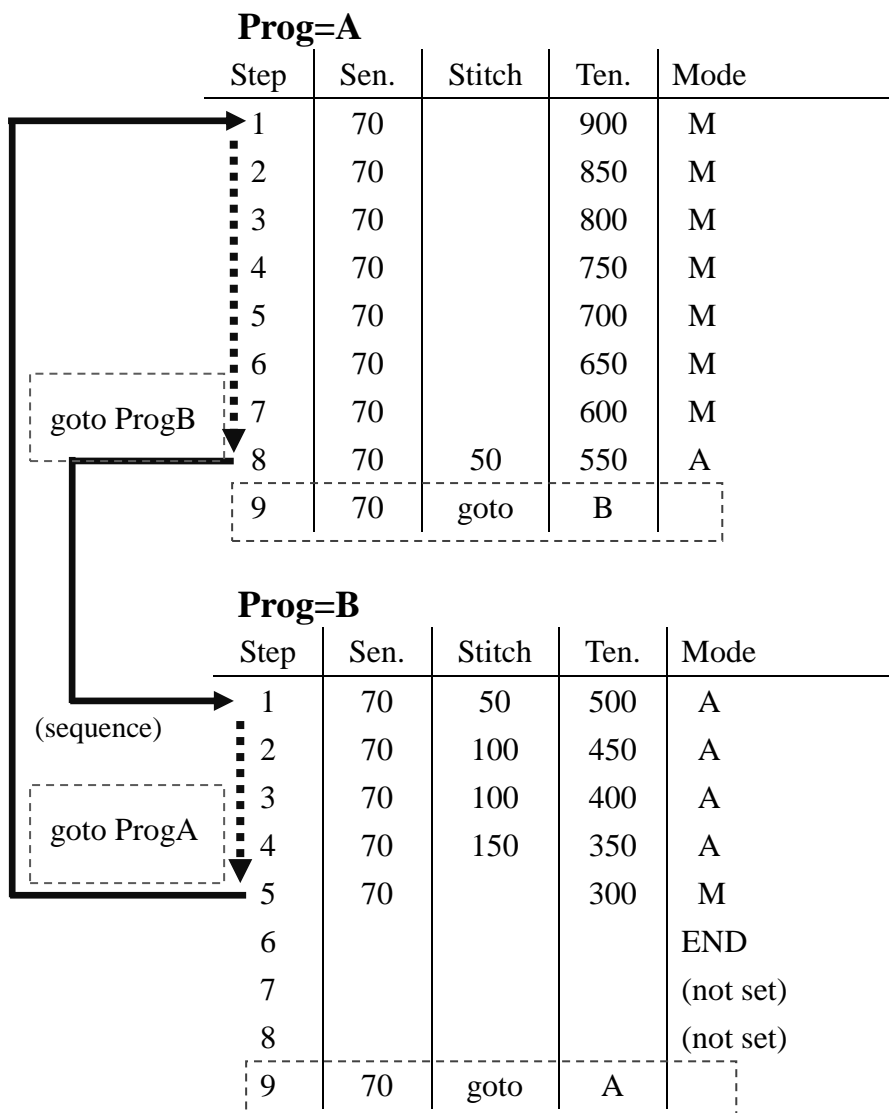 Prog=A
Step Sen. Stitch Ten. Mode
1 70 900 M
2 70 850 M
3 70 800 M
4 70 750 M
5 70 700 M
6 70 650 M
7 70 600 M
goto ProgB
8 70 50 550 A
9 70 goto B
Prog=B
Step Sen. Stitch Ten. Mode
1 70 50 500 A
(sequence)
2 70 100 450 A
3 70 100 400 A
goto ProgA
4 70 150 350 A
5 70 300 M
6 END
7 (not set)
8 (not set)
9 70 goto A